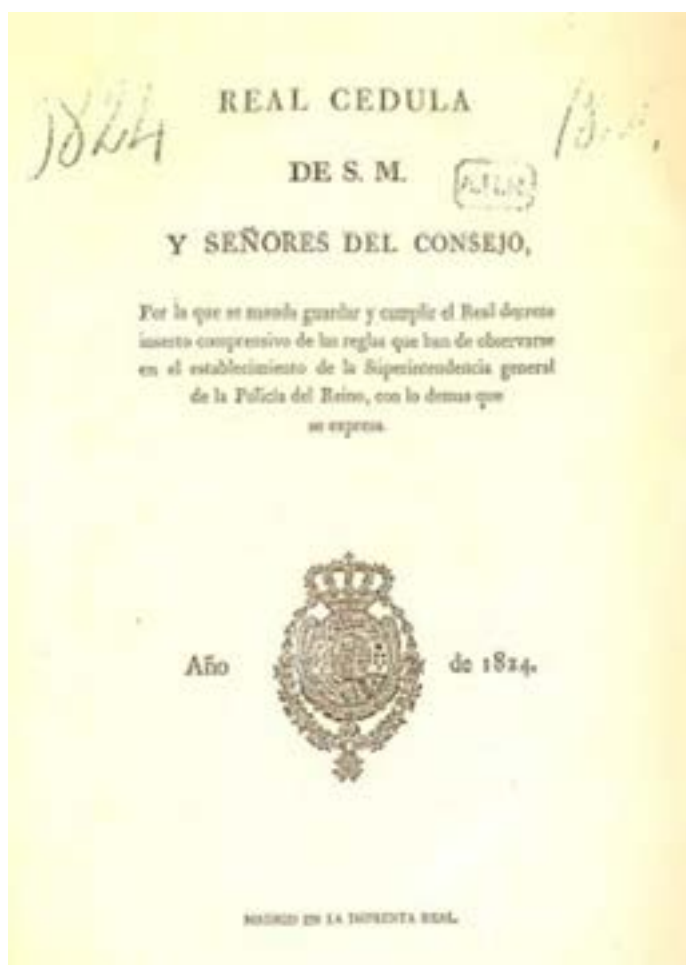 1824
REAL CEDULA
DE S. M.
Y SEÑORES DEL CONSEJO,
Por la que se manda guardar y cumplir el Real decreto
inserto comprensivo de las reglas que han de observarse
en el establecimiento de la Superintendencia general
de la Policía del Reino, con lo demas que
se expresa.
Año de 1824.
MADRID EN LA IMPRENTA REAL.